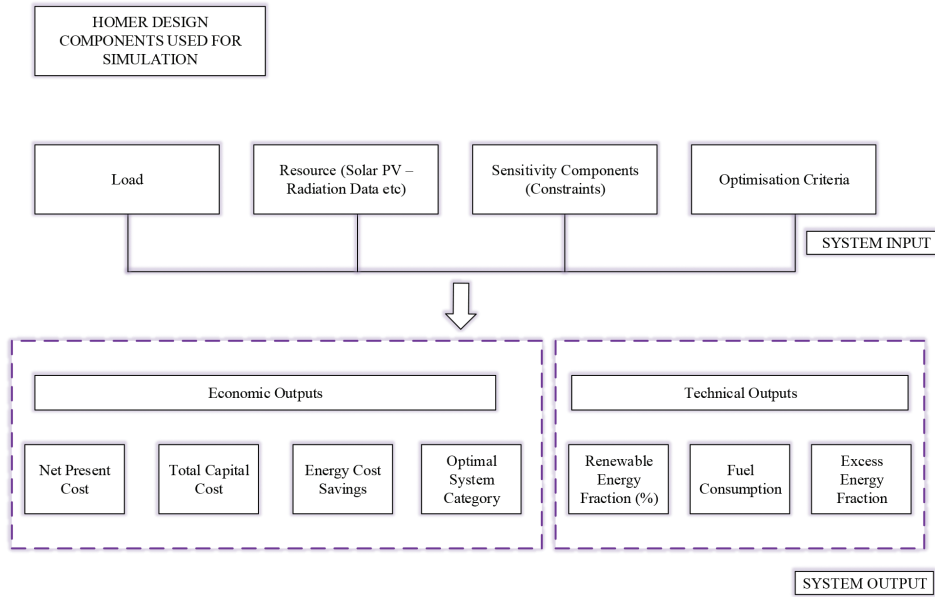 HOMER DESIGN
COMPONENTS USED FOR
SIMULATION
Load
Resource (Solar PV –
Radiation Data etc)
Sensitivity Components
(Constraints)
Optimisation Criteria
SYSTEM INPUT
Economic Outputs
Technical Outputs
Net Present
Cost
Total Capital
Cost
Energy Cost
Savings
Optimal
System
Category
Renewable
Energy
Fraction (%)
Fuel
Consumption
Excess
Energy
Fraction
SYSTEM OUTPUT